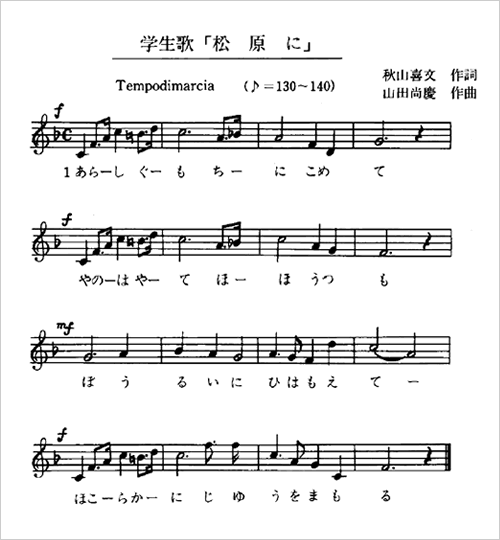 学生歌「松原に」
Tempodimarcia (♪=130~140)
秋山喜文 作詞
山田尚慶 作曲
f
1あらーしぐーもちーにこめて
f
やのーはやーてほーほうつも
mf
ぼうるいにひはもえてー
f
ほこーらかーにじゆうをまもる